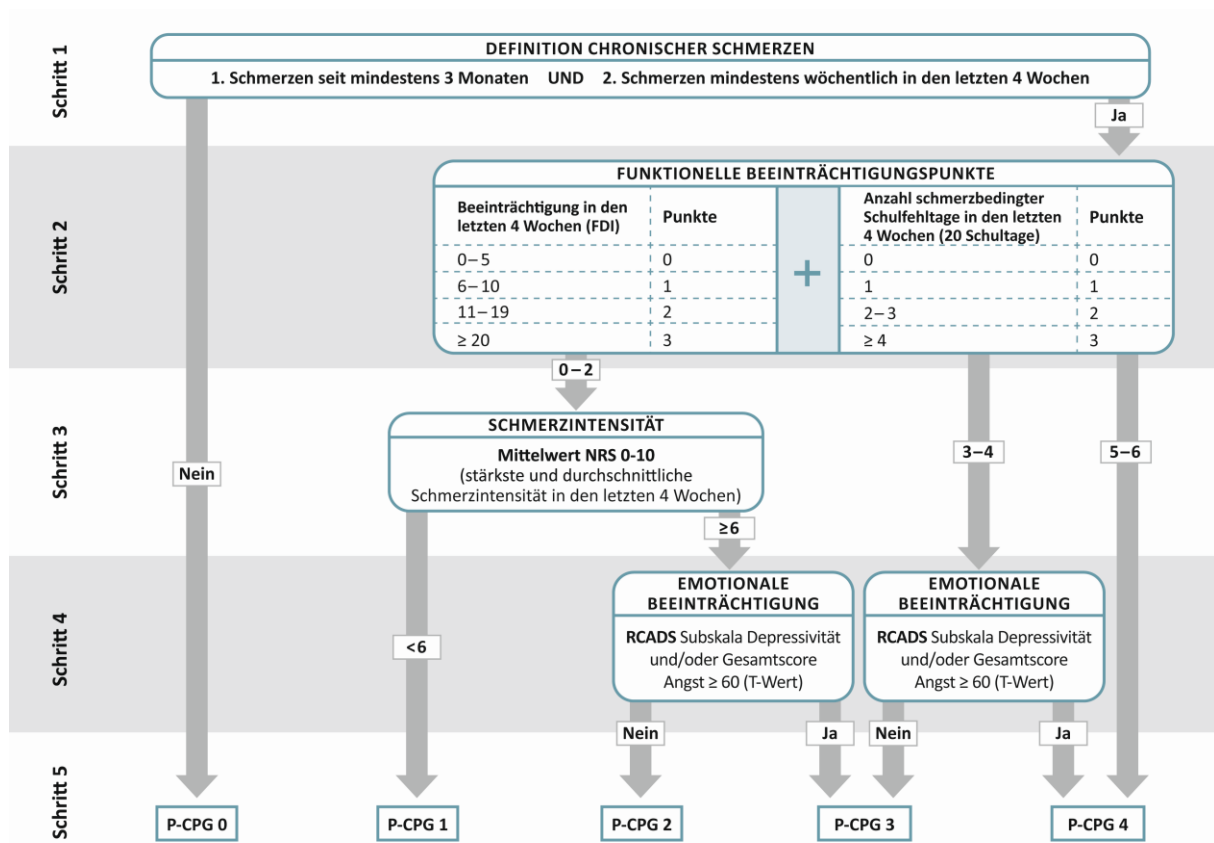 Schritt 1
DEFINITION CHRONISCHER SCHMERZEN
1. Schmerzen seit mindestens 3 Monaten UND 2. Schmerzen mindestens wöchentlich in den letzten 4 Wochen
Ja
Schritt 2
FUNKTIONELLE BEEINTRÄCHTIGUNGSPUNKTE
Beeinträchtigung in den
letzten 4 Wochen (FDI)
Punkte
0–5 0
6–10 1
11–19 2
≥ 20 3
+
Anzahl schmerzbedingter
Schulfehltage in den letzten
4 Wochen (20 Schultage)
Punkte
0 0
1 1
2–3 2
≥ 4 3
0–2
Schritt 3
Nein
SCHMERZINTENSITÄT
Mittelwert NRS 0-10
(stärkste und durchschnittliche
Schmerzintensität in den letzten 4 Wochen)
3–4
5–6
≥6
Schritt 4
<6
EMOTIONALE
BEEINTRÄCHTIGUNG
RCADS Subskala Depressivität
und/oder Gesamtscore
Angst ≥ 60 (T-Wert)
EMOTIONALE
BEEINTRÄCHTIGUNG
RCADS Subskala Depressivität
und/oder Gesamtscore
Angst ≥ 60 (T-Wert)
Nein
Ja
Nein
Ja
Schritt 5
P-CPG 0
P-CPG 1
P-CPG 2
P-CPG 3
P-CPG 4